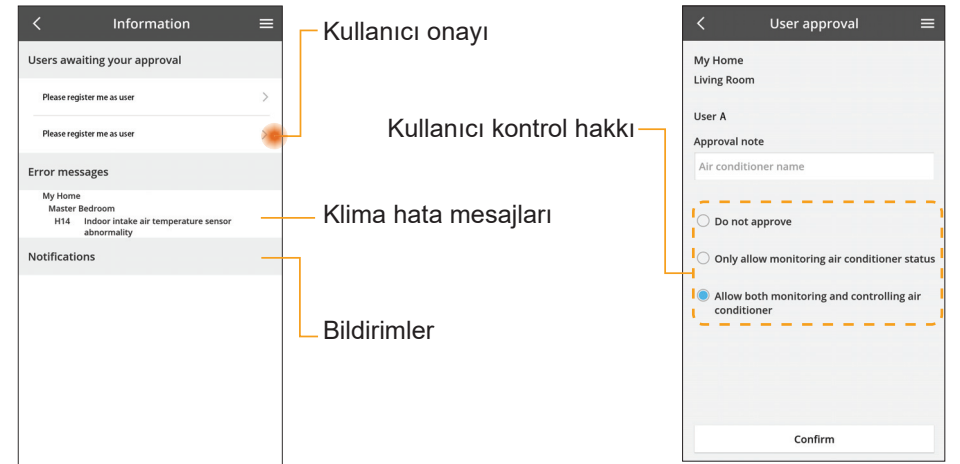 Information
Users awaiting your approval
Please register me as user
Please register me as user
Error messages
My Home
Master Bedroom
H14 Indoor intake air temperature sensor
abnormality
Notifications
Kullanıcı onayı
Kullanıcı kontrol hakkı
Klima hata mesajları
Bildirimler
User approval
My Home
Living Room
User A
Approval note
Air conditioner name
Do not approve
Only allow monitoring air conditioner status
Allow both monitoring and controlling air
conditioner
Confirm